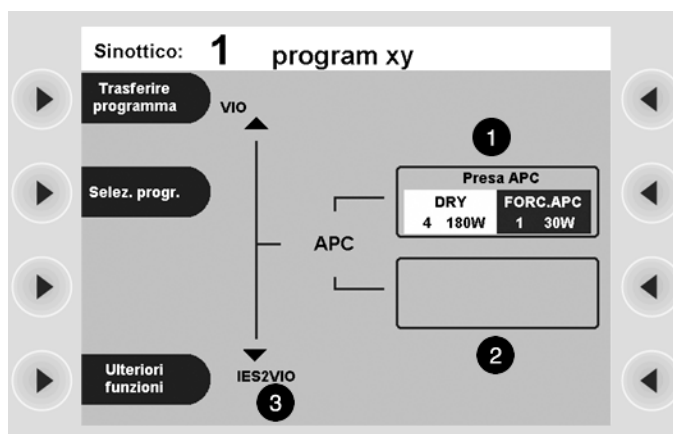 Sinottico: 1 program xy
Trasferire
programma
VIO
1
Selez. progr.
Presa APC
DRY FORC.APC
4 180W 1 30W
APC
2
Ulteriori
funzioni
IES2VIO
3